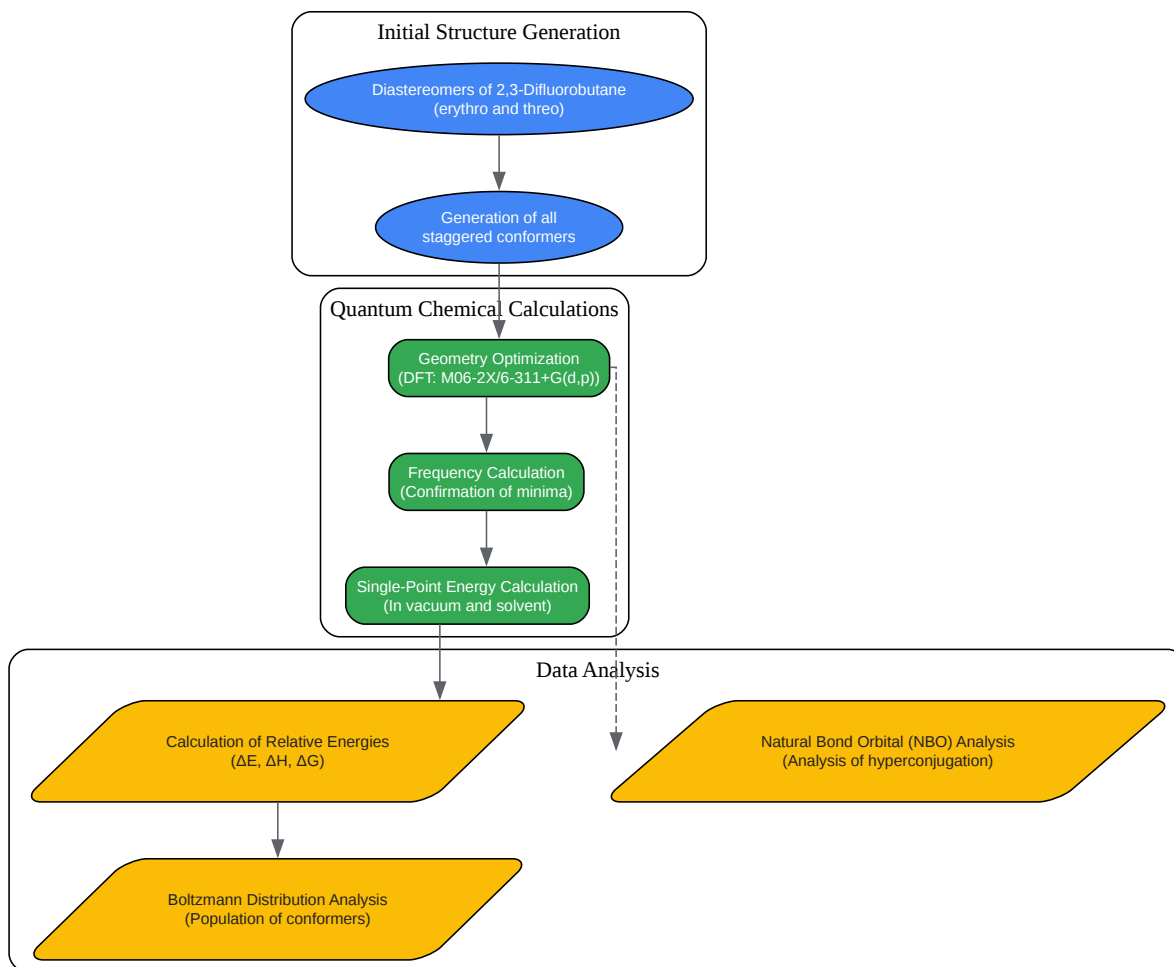 Initial Structure Generation
Diastereomers of 2,3-Difluorobutane
(erythro and threo)
Generation of all
staggered conformers
Quantum Chemical Calculations
Geometry Optimization
(DFT: M06-2X/6-311+G(d,p))
Frequency Calculation
(Confirmation of minima)
Single-Point Energy Calculation
(In vacuum and solvent)
Data Analysis
Calculation of Relative Energies
(ΔE, ΔH, ΔG)
Natural Bond Orbital (NBO) Analysis
(Analysis of hyperconjugation)
Boltzmann Distribution Analysis
(Population of conformers)